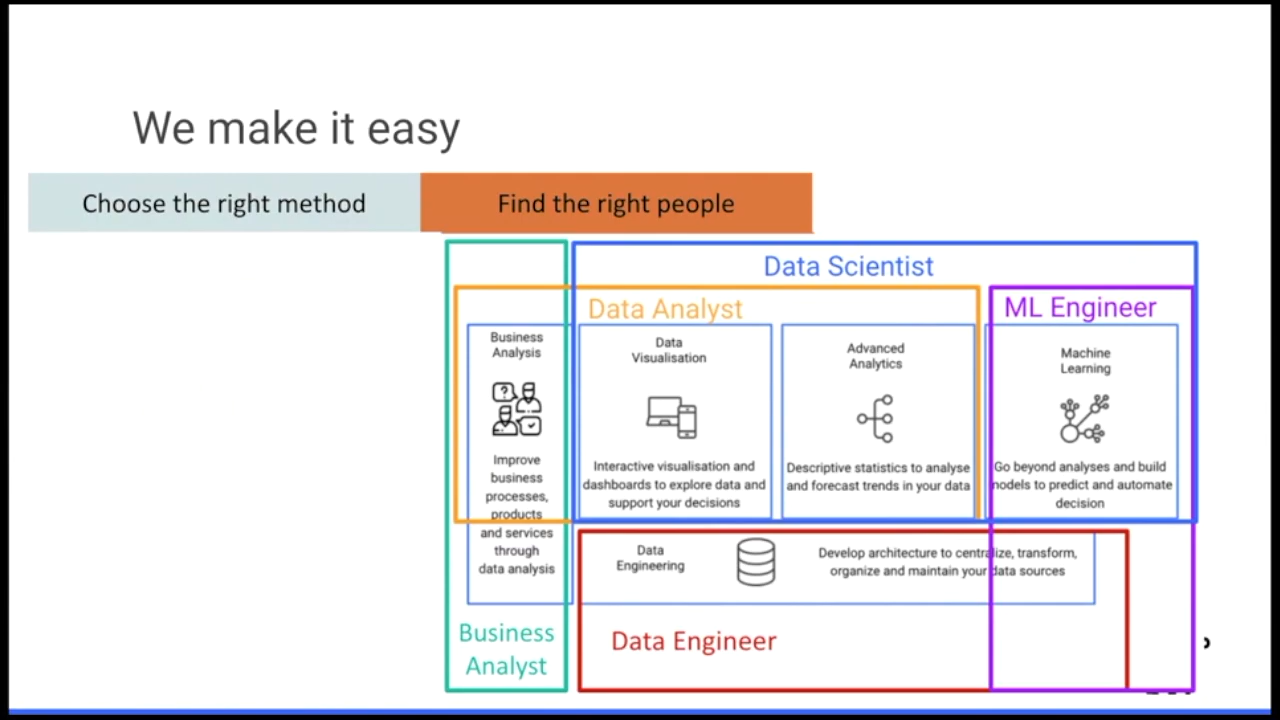 We make it easy
Choose the right method
Find the right people
Data Scientist
Data Analyst
ML Engineer
Business
Analysis
Improve
business
processes,
products
and services
through
data analysis
Data
Visualisation
Interactive visualisation and
dashboards to explore data and
support your decisions
Advanced
Analytics
Descriptive statistics to analyse
and forecast trends in your data
Machine
Learning
Go beyond analyses and build
models to predict and automate
decision
Data
Engineering
Develop architecture to centralize, transform,
organize and maintain your data sources
Business
Analyst
Data Engineer